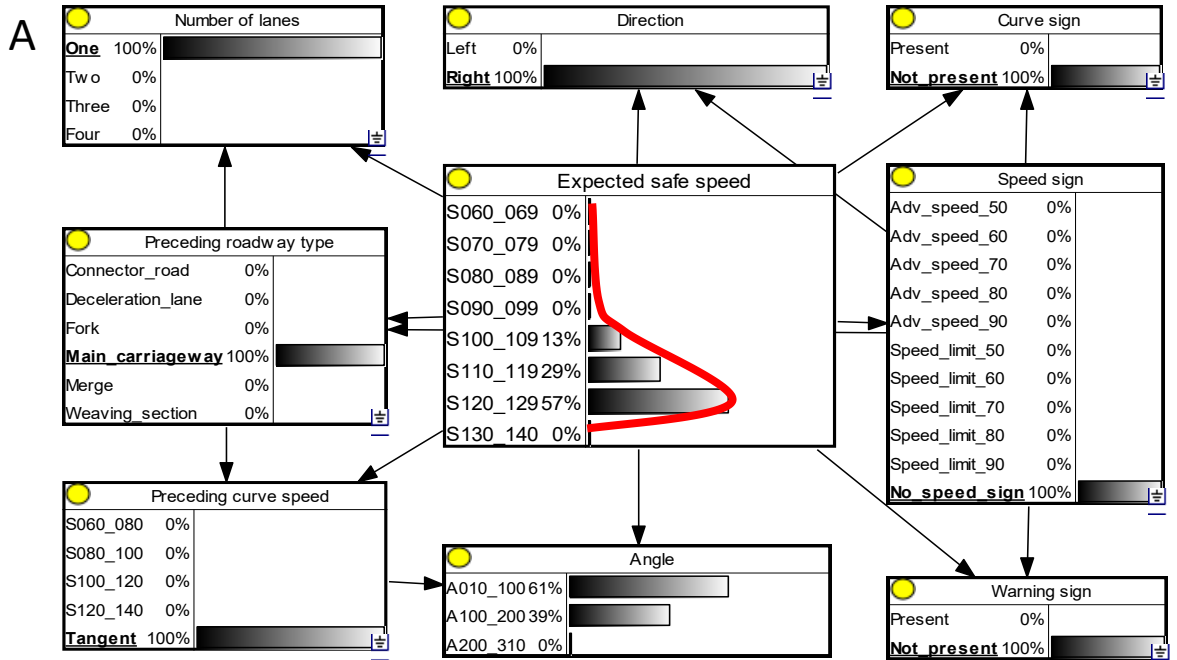 A
Number of lanes
One 100%
Two 0%
Three 0%
Four 0%
Direction
Left 0%
Right 100%
Curve sign
Present 0%
Not_present 100%
Preceding roadway type
Connector_road 0%
Deceleration_lane 0%
Fork 0%
Main_carriageway 100%
Merge 0%
Weaving_section 0%
Expected safe speed
S060_069 0%
S070_079 0%
S080_089 0%
S090_099 0%
S100_109 13%
S110_119 29%
S120_129 57%
S130_140 0%
Speed sign
Adv_speed_50 0%
Adv_speed_60 0%
Adv_speed_70 0%
Adv_speed_80 0%
Adv_speed_90 0%
Speed_limit_50 0%
Speed_limit_60 0%
Speed_limit_70 0%
Speed_limit_80 0%
Speed_limit_90 0%
No_speed_sign 100%
Preceding curve speed
S060_080 0%
S080_100 0%
S100_120 0%
S120_140 0%
Tangent 100%
Angle
A010_100 61%
A100_200 39%
A200_310 0%
Warning sign
Present 0%
Not_present 100%